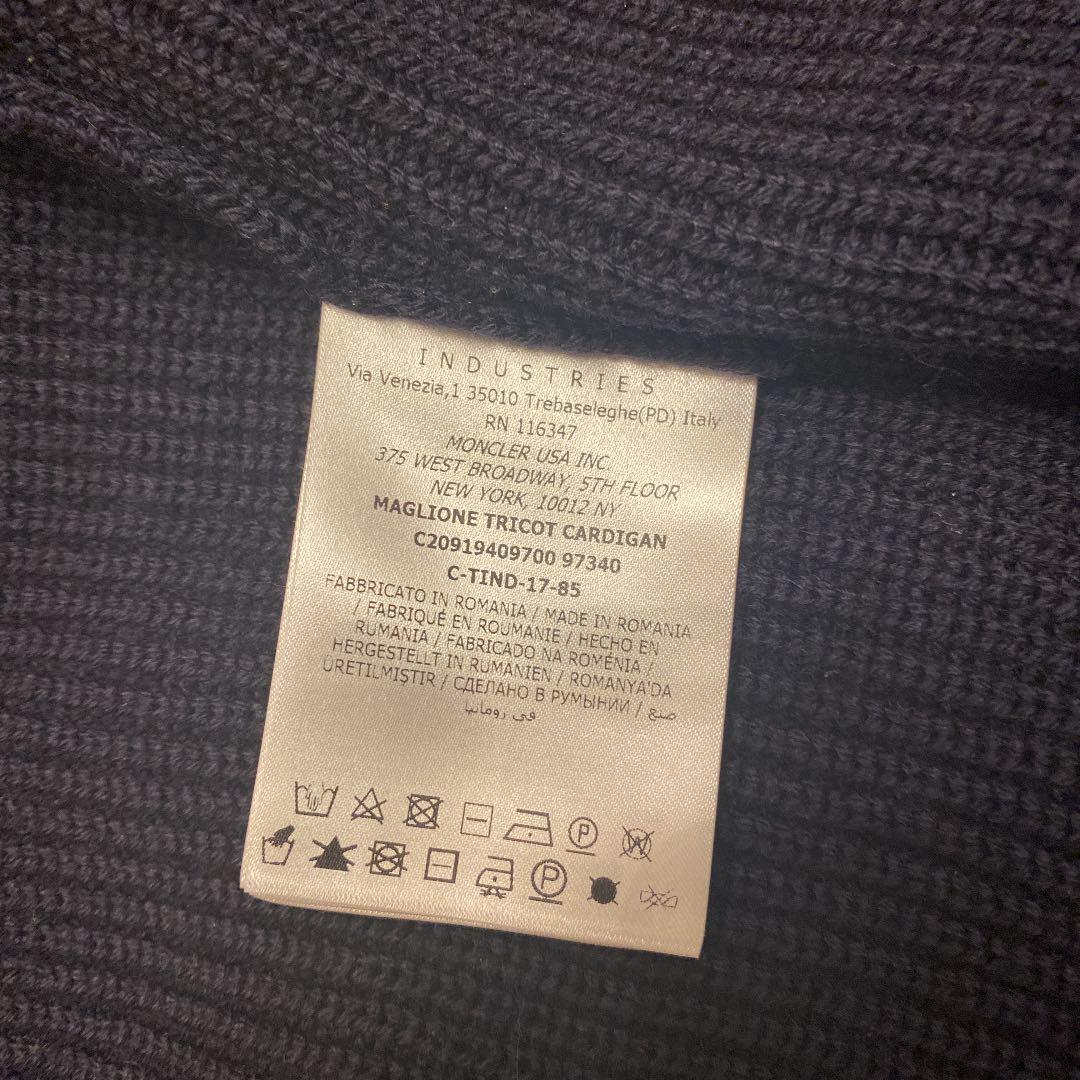 INDUSTRIES
Via Venezia,1 35010 Trebaseleghe(PD) Italy
RN 116347
MONCLER USA INC.
375 WEST BROADWAY, 5TH FLOOR
NEW YORK, 10012 NY
MAGLIONE TRICOT CARDIGAN
C20919409700 97340
C-TIND-17-85
FABBRICATO IN ROMANIA / MADE IN ROMANIA
/ FABRIQUÉ EN ROUMANIE / HECHO EN
RUMANIA / FABRICADO NA ROMÉNIA /
HERGESTELLT IN RUMÄNIEN / ROMANYA'DA
ÜRETILMIŞTIR / СДЕЛАНО В РУМЫНИИ / صنع
في رومانيا
P W
P